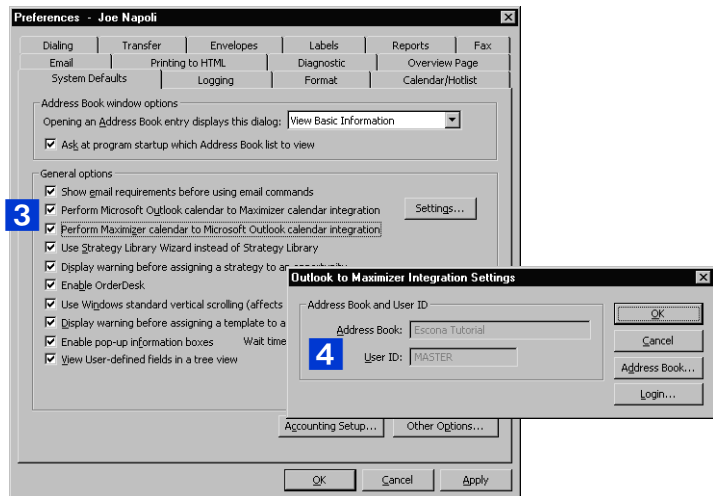 Preferences - Joe Napoli
Dialing Transfer Envelopes Labels Reports Fax
Email Printing to HTML Diagnostic Overview Page
System Defaults Logging Format Calendar/Hotlist
Address Book window options
Opening an Address Book entry displays this dialog: View Basic Information
Ask at program startup which Address Book list to view
General options
Show email requirements before using email commands
3 Perform Microsoft Outlook calendar to Maximizer calendar integration Settings...
Perform Maximizer calendar to Microsoft Outlook calendar integration
Use Strategy Library Wizard instead of Strategy Library
Display warning before assigning a strategy to an opportunity
Enable OrderDesk
Use Windows standard vertical scrolling (affects
Display warning before assigning a template to a
Enable pop-up information boxes Wait time
View User-defined fields in a tree view
Accounting Setup... Other Options...
OK Cancel Apply
Outlook to Maximizer Integration Settings
Address Book and User ID
Address Book: Escona Tutorial
4 User ID: MASTER
OK
Cancel
Address Book...
Login...